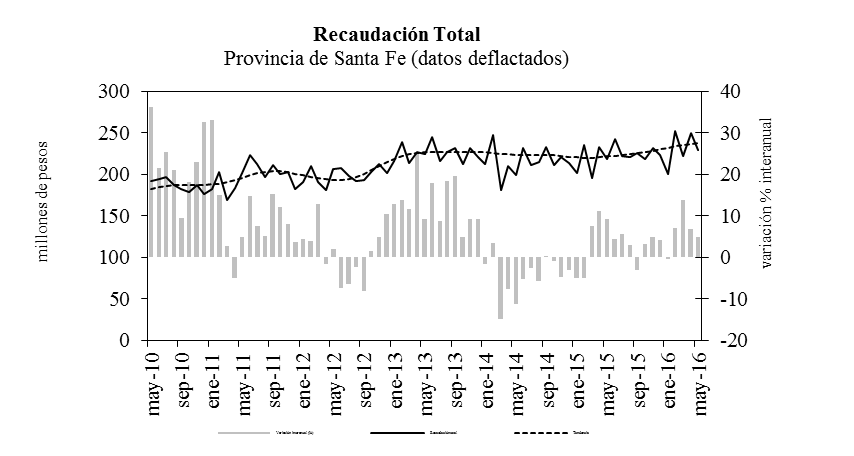 Recaudación Total
Provincia de Santa Fe (datos deflactados)
millones de pesos
300
250
200
150
100
50
0
40
30
20
10
0
-10
-20
variación % interanual
may-10
sep-10
ene-11
may-11
sep-11
ene-12
may-12
sep-12
ene-13
may-13
sep-13
ene-14
may-14
sep-14
ene-15
may-15
sep-15
ene-16
may-16
Variación interanual (%)
Tendencia